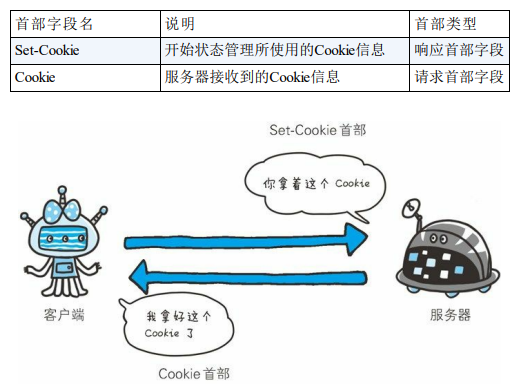 首部字段名 说明 首部类型
Set-Cookie 开始状态管理所使用的Cookie信息 响应首部字段
Cookie 服务器接收到的Cookie信息 请求首部字段
Set-Cookie 首部
你拿着这个 Cookie
客户端
服务器
我拿好这个
Cookie 了
Cookie 首部